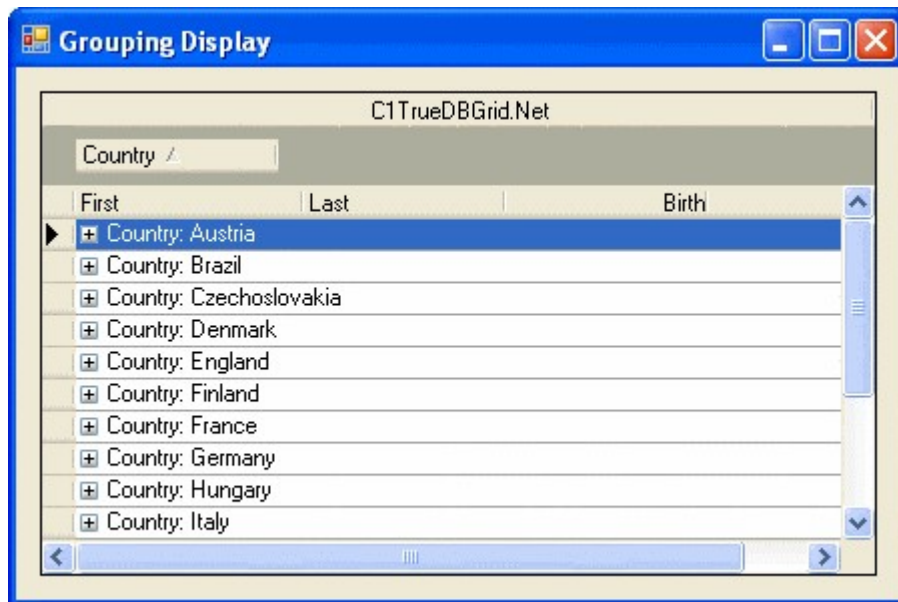 Grouping Display
C1TrueDBGrid.Net
Country
First Last Birth
Country: Austria
Country: Brazil
Country: Czechoslovakia
Country: Denmark
Country: England
Country: Finland
Country: France
Country: Germany
Country: Hungary
Country: Italy